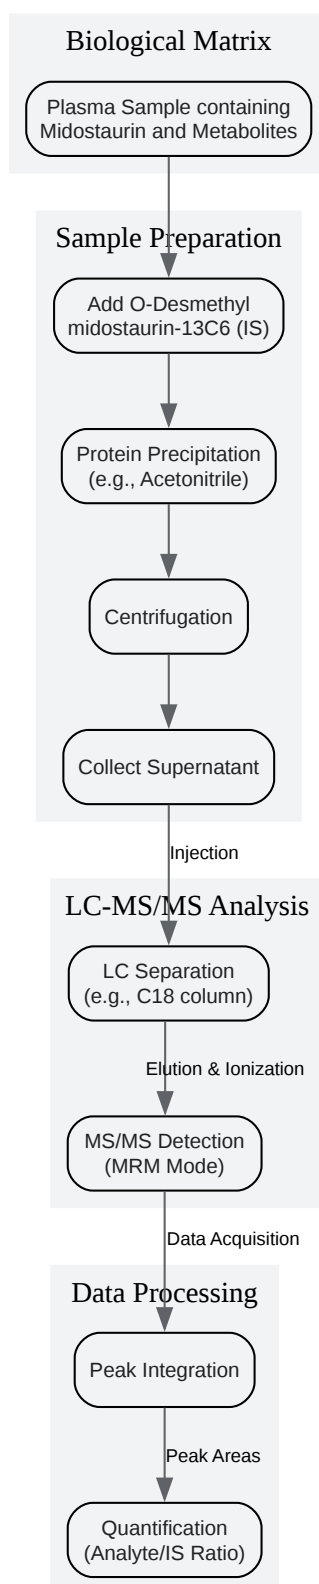 Biological Matrix
Plasma Sample containing
Midostaurin and Metabolites
Sample Preparation
Add O-Desmethyl
midostaurin-13C6 (IS)
Protein Precipitation
(e.g., Acetonitrile)
Centrifugation
Collect Supernatant
Injection
LC-MS/MS Analysis
LC Separation
(e.g., C18 column)
Elution & Ionization
MS/MS Detection
(MRM Mode)
Data Acquisition
Data Processing
Peak Integration
Peak Areas
Quantification
(Analyte/IS Ratio)